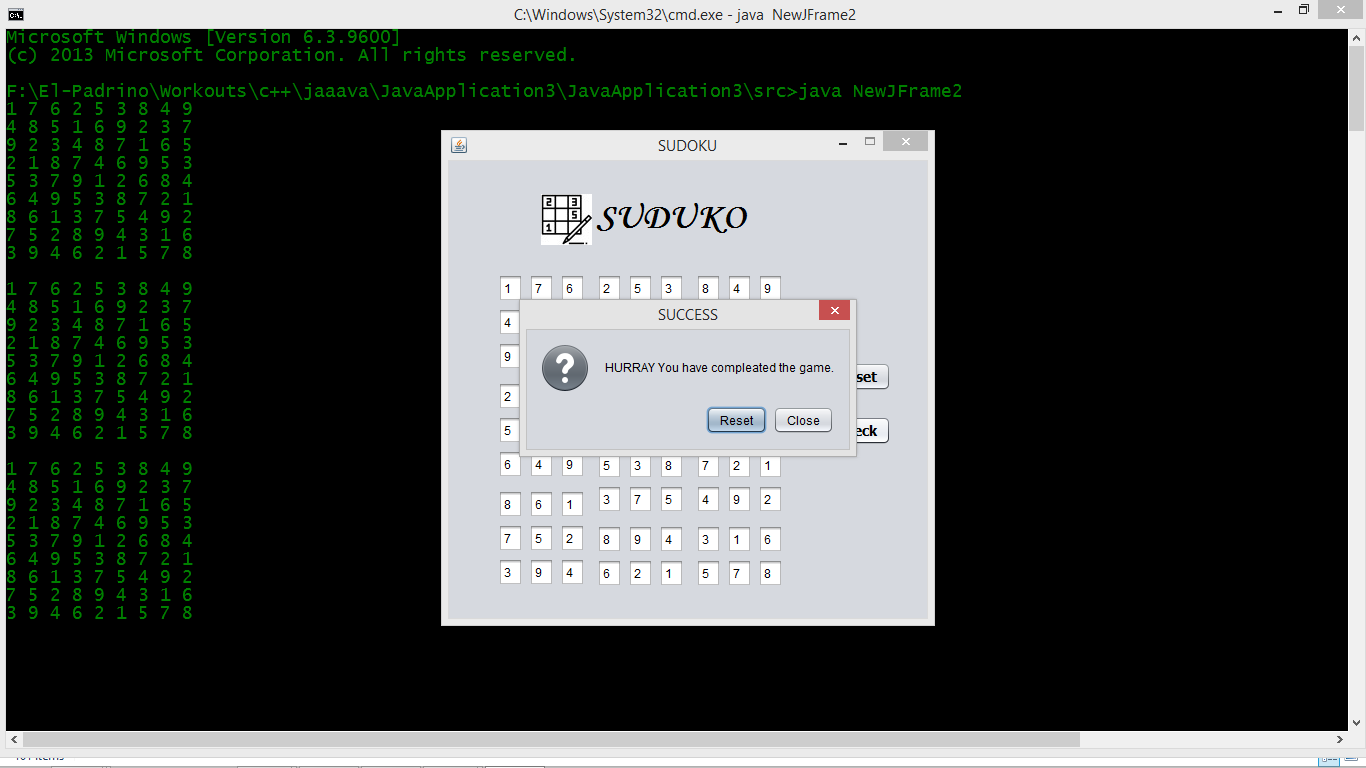 C:\Windows\System32\cmd.exe - java  NewJFrame2
Microsoft Windows [Version 6.3.9600]
(c) 2013 Microsoft Corporation. All rights reserved.
F:\El-Padrino\Workouts\c++\jaaava\JavaApplication3\JavaApplication3\src>java NewJFrame2
1 7 6 2 5 3 8 4 9
4 8 5 1 6 9 2 3 7
9 2 3 4 8 7 1 6 5
2 1 8 7 4 6 9 5 3
5 3 7 9 1 2 6 8 4
6 4 9 5 3 8 7 2 1
8 6 1 3 7 5 4 9 2
7 5 2 8 9 4 3 1 6
3 9 4 6 2 1 5 7 8
1 7 6 2 5 3 8 4 9
4 8 5 1 6 9 2 3 7
9 2 3 4 8 7 1 6 5
2 1 8 7 4 6 9 5 3
5 3 7 9 1 2 6 8 4
6 4 9 5 3 8 7 2 1
8 6 1 3 7 5 4 9 2
7 5 2 8 9 4 3 1 6
3 9 4 6 2 1 5 7 8
1 7 6 2 5 3 8 4 9
4 8 5 1 6 9 2 3 7
9 2 3 4 8 7 1 6 5
2 1 8 7 4 6 9 5 3
5 3 7 9 1 2 6 8 4
6 4 9 5 3 8 7 2 1
8 6 1 3 7 5 4 9 2
7 5 2 8 9 4 3 1 6
3 9 4 6 2 1 5 7 8
SUDOKU
2 3
5
1
SUDUKO
1 7 6 2 5 3 8 4 9
4
9
2
5
6 4 9 5 3 8 7 2 1
8 6 1 3 7 5 4 9 2
7 5 2 8 9 4 3 1 6
3 9 4 6 2 1 5 7 8
set
eck
SUCCESS
HURRAY You have compleated the game.
Reset Close